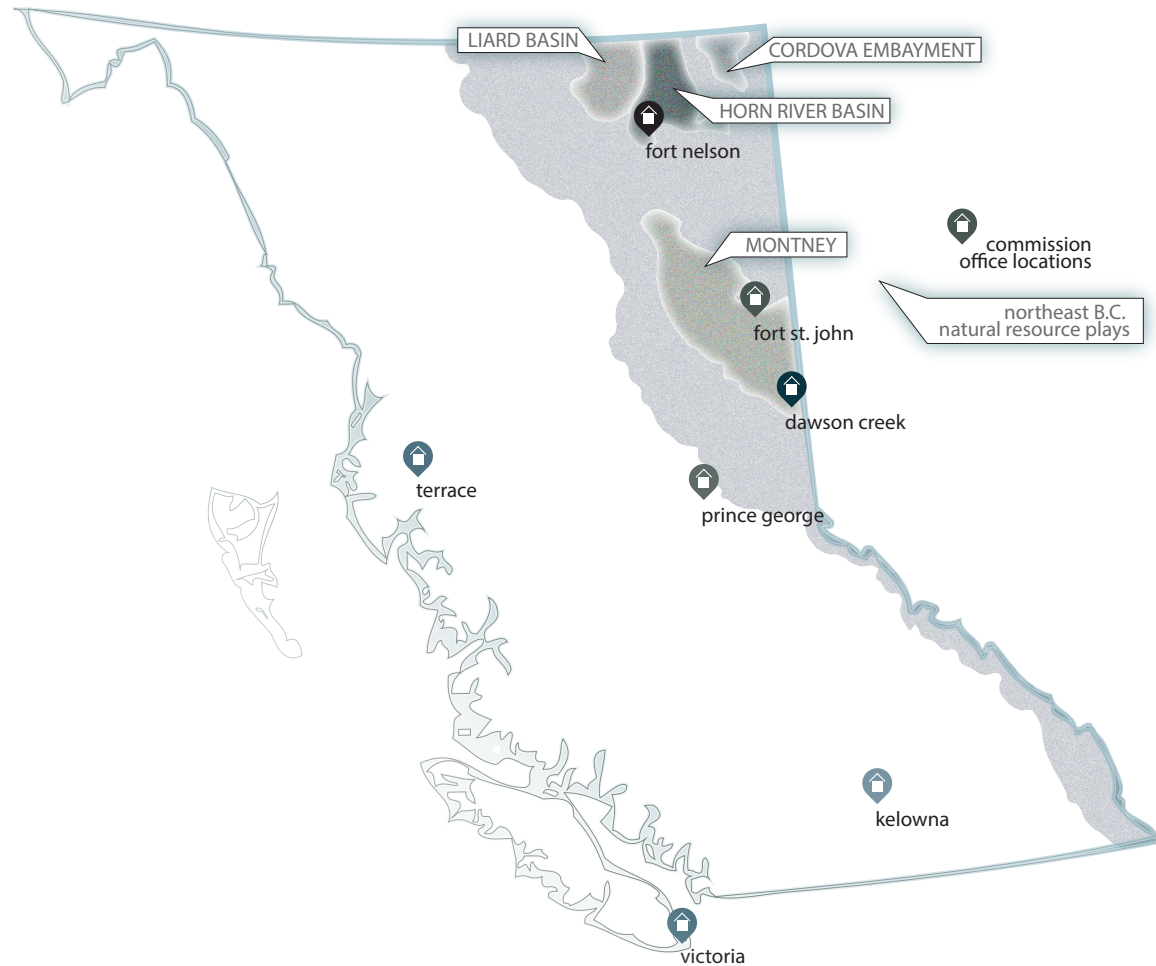 LIARD BASIN
CORDOVA EMBAYMENT
HORN RIVER BASIN
fort nelson
MONTNEY
commission
office locations
northeast B.C.
natural resource plays
fort st. john
dawson creek
terrace
prince george
kelowna
victoria